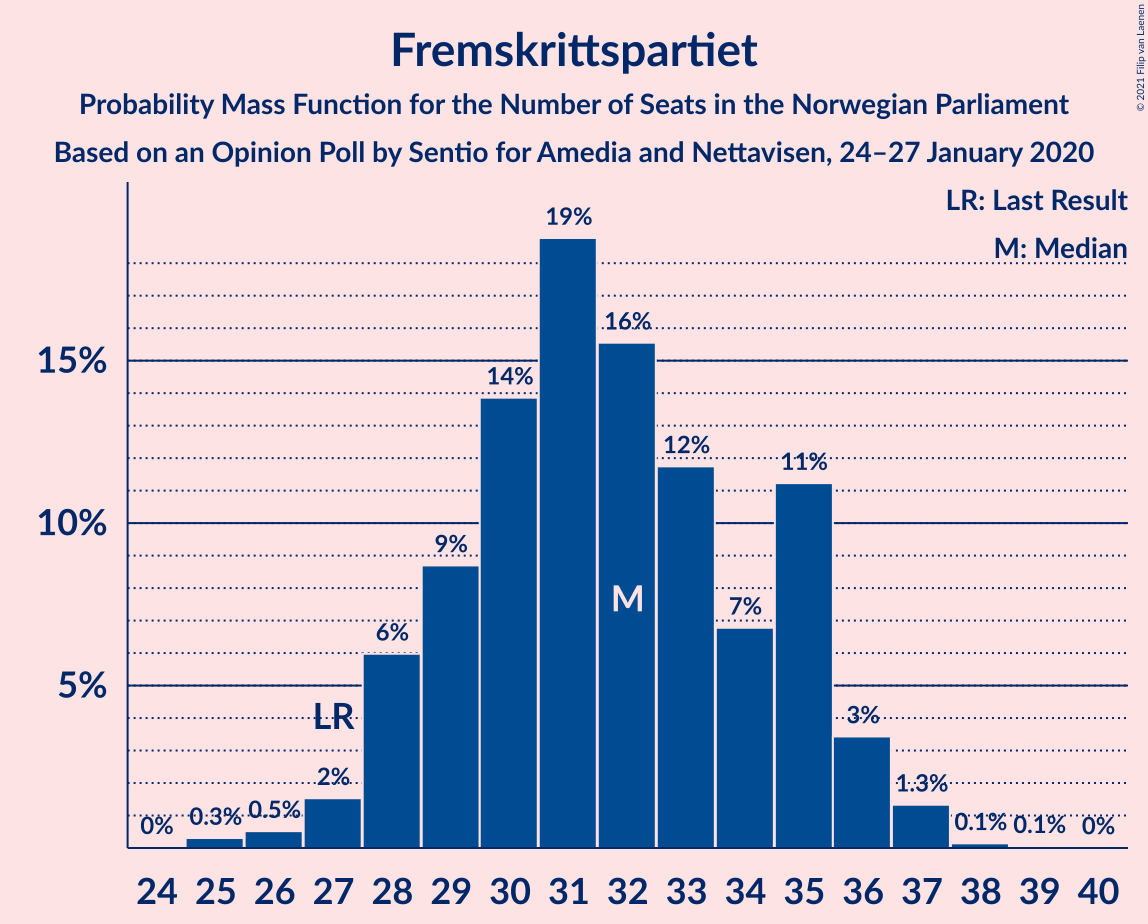 Fremskrittspartiet
Probability Mass Function for the Number of Seats in the Norwegian Parliament
Based on an Opinion Poll by Sentio for Amedia and Nettavisen, 24–27 January 2020
© 2021 Filip van Laenen
LR: Last Result
M: Median
15%
10%
5%
0%
0.3%
0.5%
2%
LR
6%
9%
14%
19%
16%
M
12%
7%
11%
3%
1.3%
0.1%
0.1%
0%
24 25 26 27 28 29 30 31 32 33 34 35 36 37 38 39 40